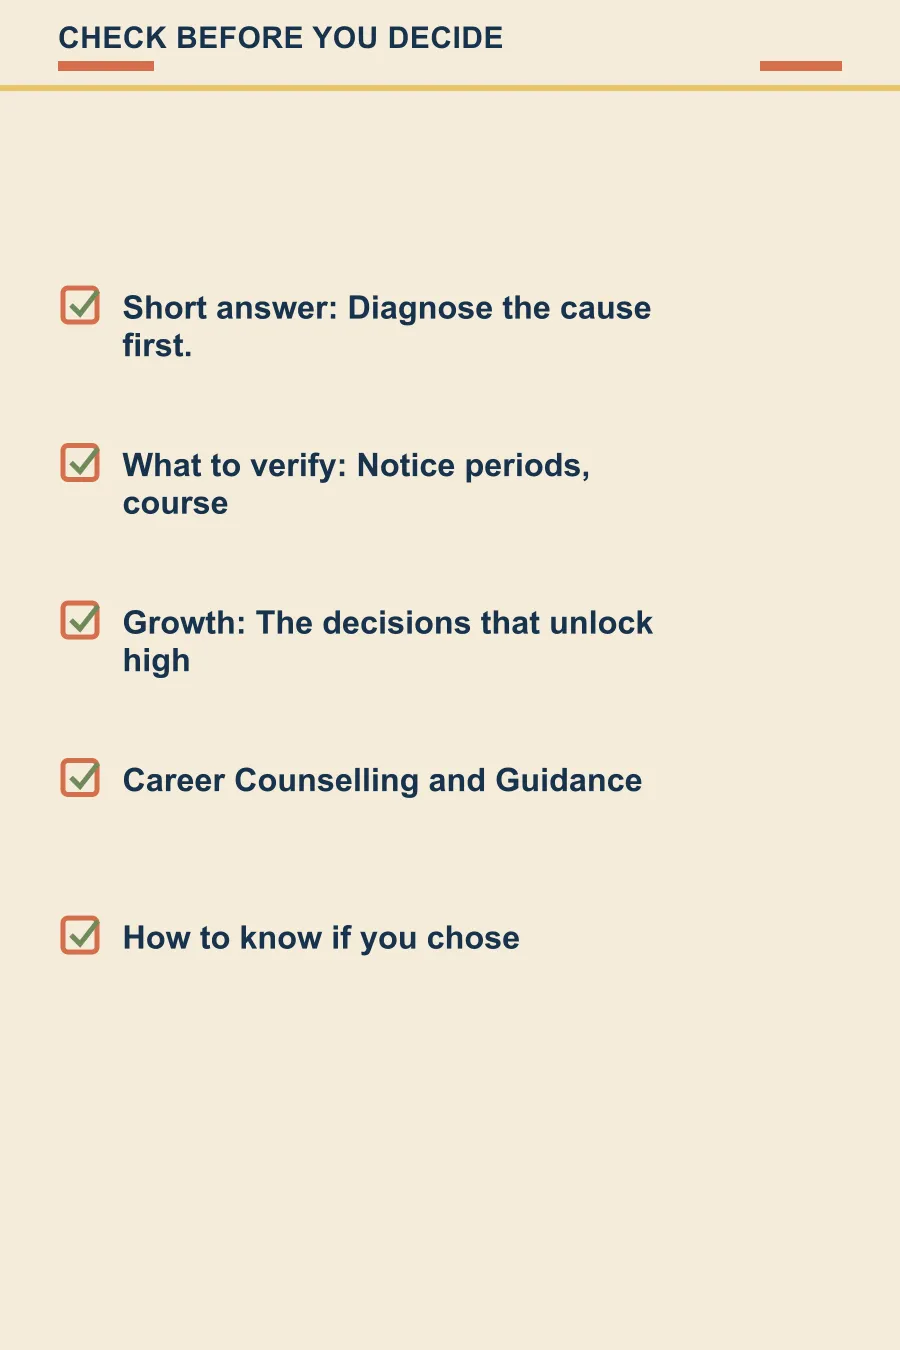 CHECK BEFORE YOU DECIDE
Short answer: Diagnose the cause
first.
What to verify: Notice periods,
course
Growth: The decisions that unlock
high
Career Counselling and Guidance
How to know if you chose